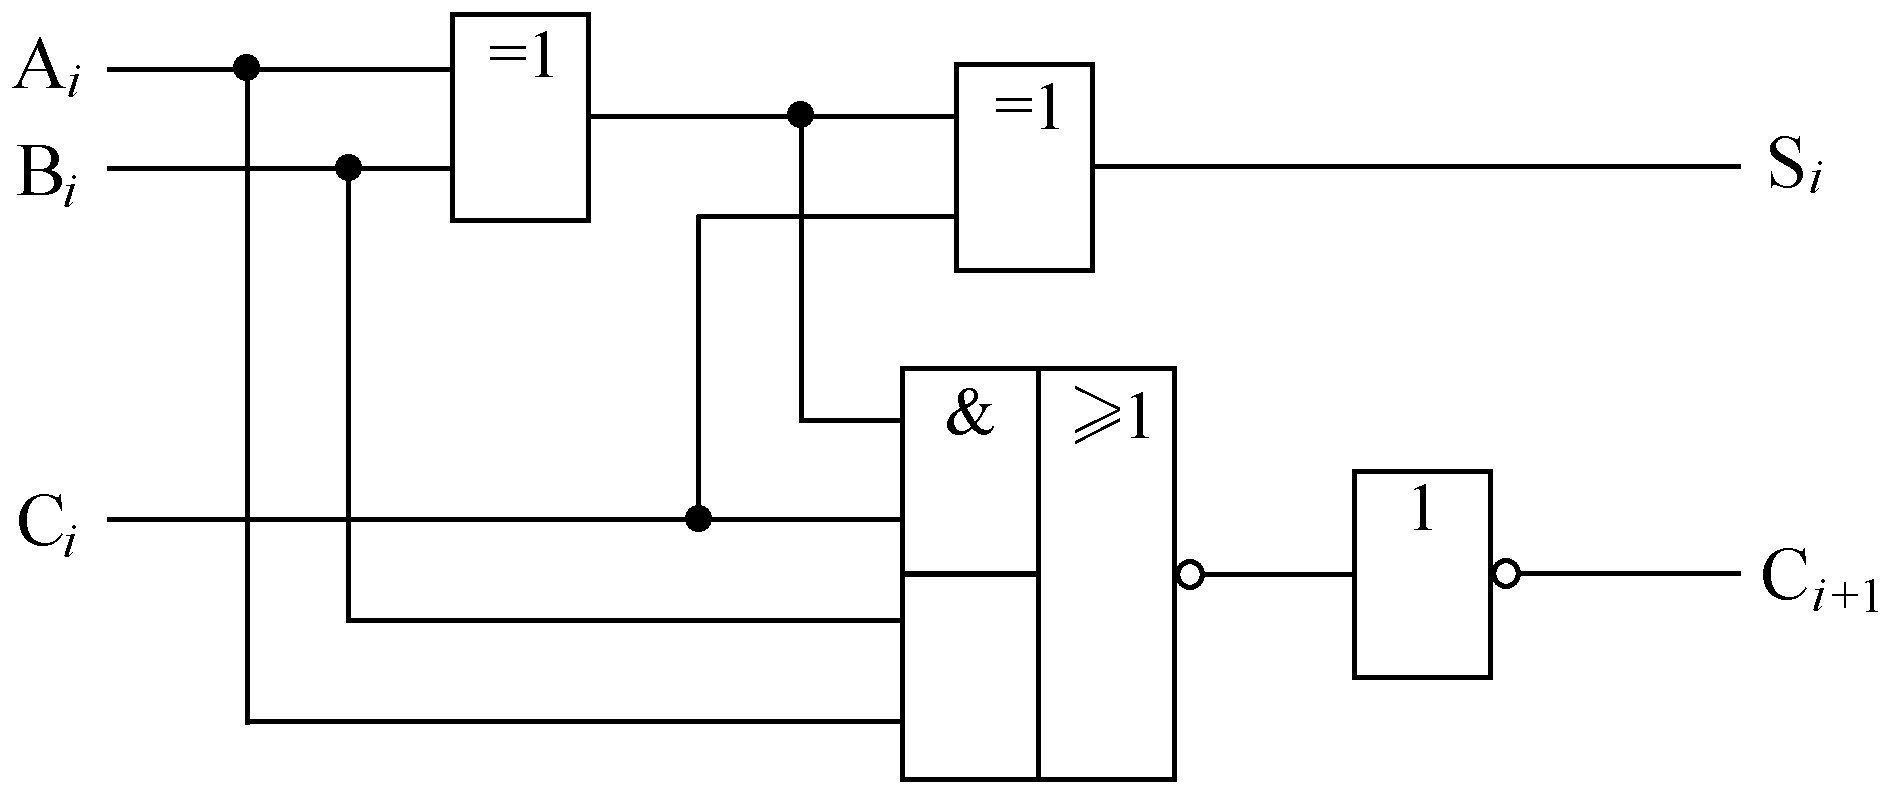 Aᵢ
=1
=1
Bᵢ
Sᵢ
&
≥1
Cᵢ
1
Cᵢ₊₁